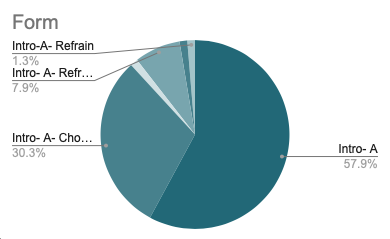 Form
Intro-A- Refrain
1.3%
Intro- A- Refr…
7.9%
Intro- A- Cho…
30.3%
Intro- A
57.9%